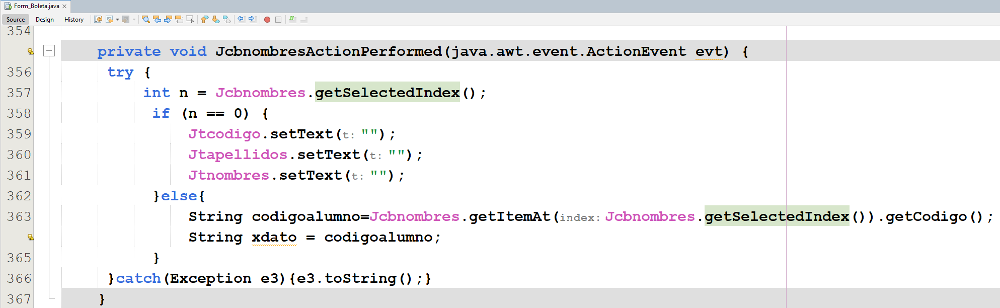 Form_Boleta.java
Source Design History
354
private void JcbnombresActionPerformed(java.awt.event.ActionEvent evt) {
356 try {
357 int n = Jcbnombres.getSelectedIndex();
358 if (n == 0) {
359 Jtcodigo.setText(t: "");
360 Jtapellidos.setText(t: "");
361 Jtnombres.setText(t: "");
362 }else{
363 String codigoalumno=Jcbnombres.getItemAt(index: Jcbnombres.getSelectedIndex()).getCodigo();
String xdato = codigoalumno;
365 }
366 }catch(Exception e3){e3.toString();}
367 }